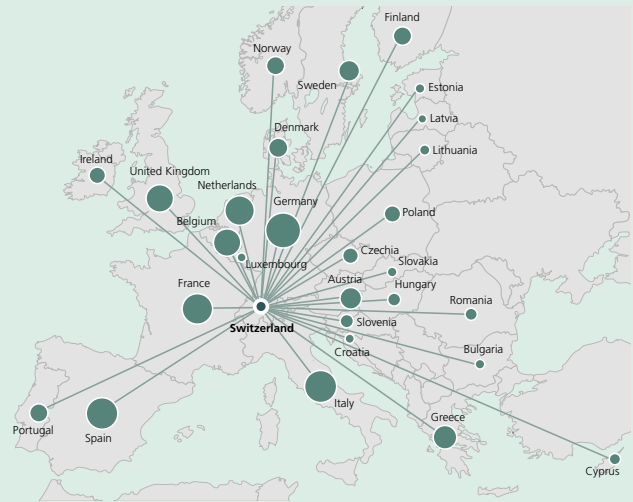 Finland
Norway
Sweden
Estonia
Latvia
Denmark
Lithuania
Ireland
United Kingdom
Netherlands
Germany
Poland
Belgium
Czechia
Slovakia
Luxembourg
Austria
Hungary
France
Romania
Switzerland
Slovenia
Croatia
Bulgaria
Italy
Greece
Portugal
Spain
Cyprus